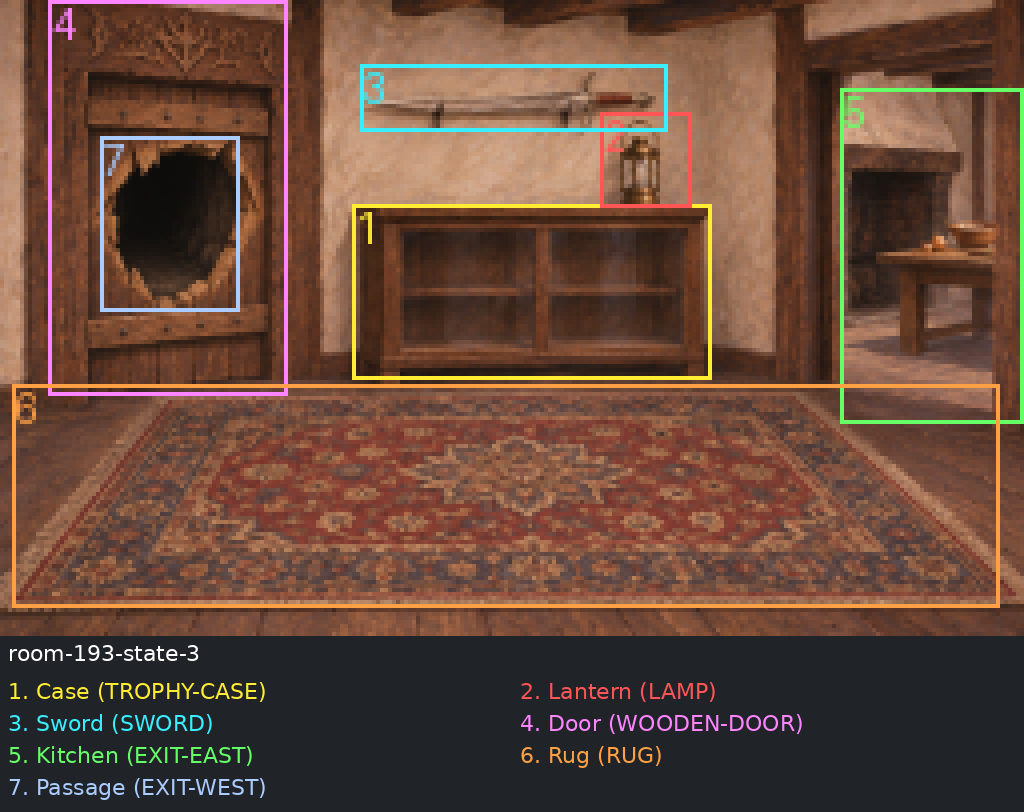 4
3
2
5
7
1
6
room-193-state-3
1. Case (TROPHY-CASE)
2. Lantern (LAMP)
3. Sword (SWORD)
4. Door (WOODEN-DOOR)
5. Kitchen (EXIT-EAST)
6. Rug (RUG)
7. Passage (EXIT-WEST)